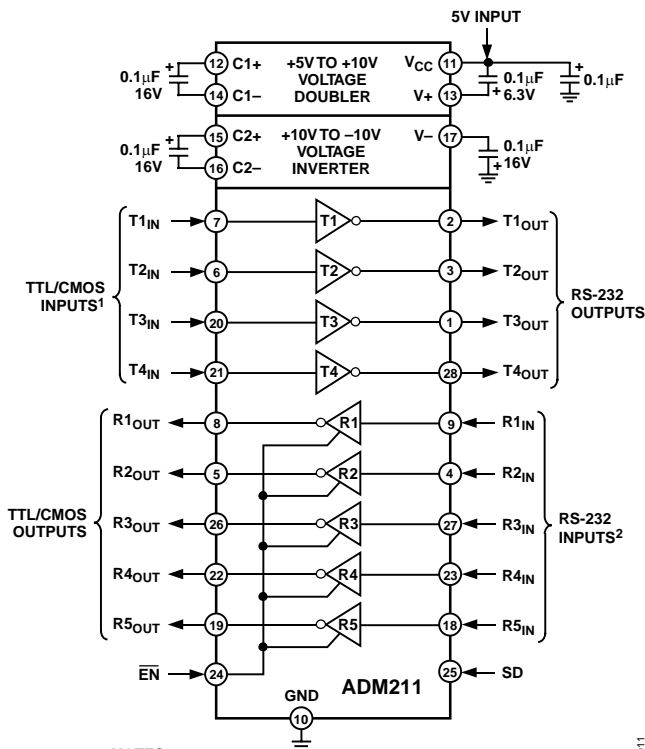 5V INPUT
12 C1+ +5V TO +10V VOLTAGE DOUBLER VCC 11
0.1μF 16V
14 C1– V+ 13
0.1μF 6.3V
0.1μF
15 C2+ +10V TO –10V VOLTAGE INVERTER V– 17
0.1μF 16V
16 C2–
0.1μF 16V
TTL/CMOS INPUTS¹
T1IN 7 T1 2 T1OUT
T2IN 6 T2 3 T2OUT
T3IN 20 T3 1 T3OUT
T4IN 21 T4 28 T4OUT
RS-232 OUTPUTS
TTL/CMOS OUTPUTS
R1OUT 8 R1 9 R1IN
R2OUT 5 R2 4 R2IN
R3OUT 26 R3 27 R3IN
R4OUT 22 R4 23 R4IN
R5OUT 19 R5 18 R5IN
RS-232 INPUTS²
E̅N̅ 24 25 SD
ADM211
GND
10